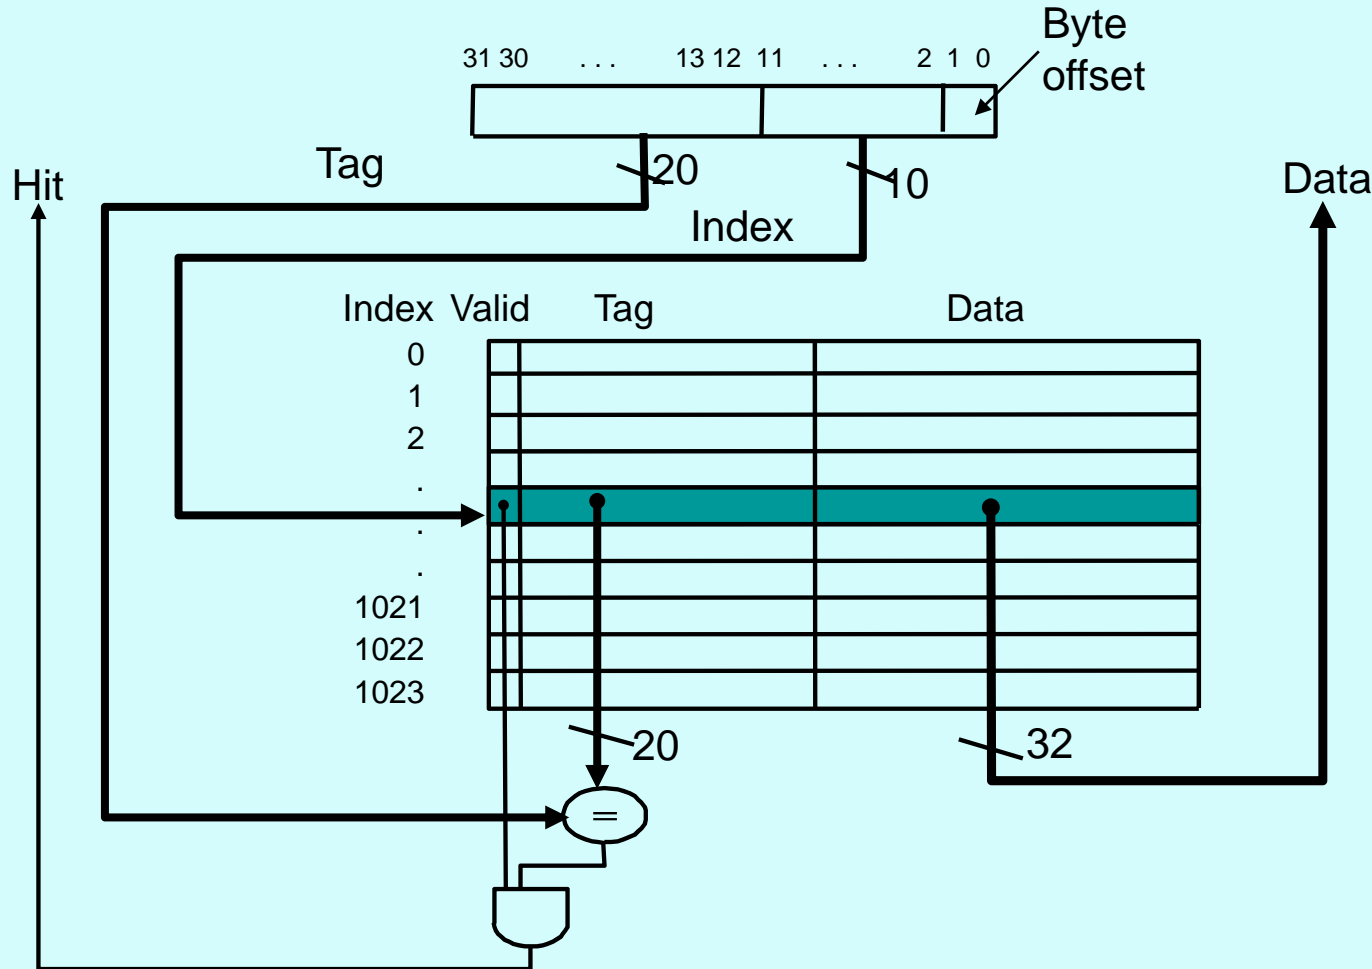 Byte
offset
31 30 . . . 13 12 11 . . . 2 1 0
Tag
20
10
Hit
Data
Index
Index Valid Tag Data
0
1
2
.
.
.
1021
1022
1023
20
32
=